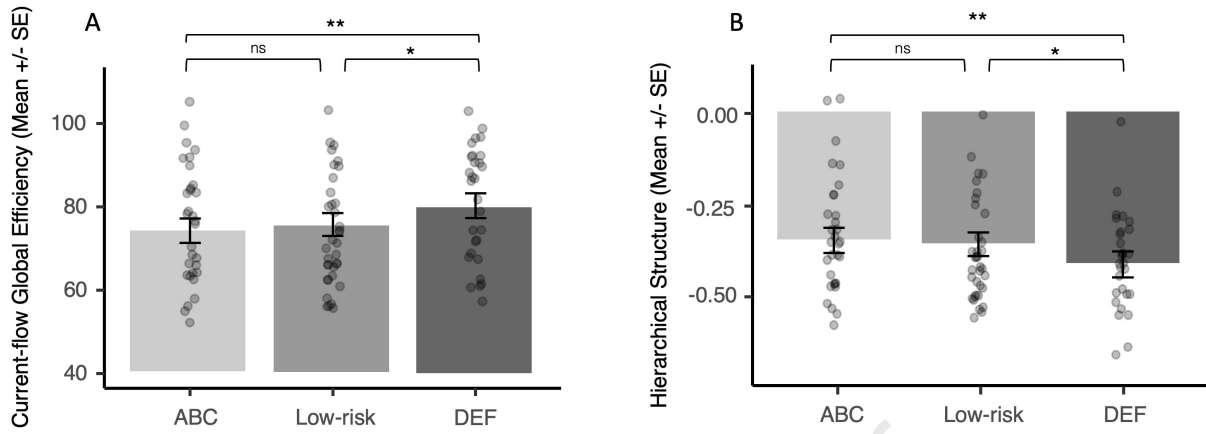 A
**
ns
*
Current-flow Global Efficiency (Mean +/- SE)
100
80
60
40
ABC Low-risk DEF
B
**
ns
*
Hierarchical Structure (Mean +/- SE)
0.00
-0.25
-0.50
ABC Low-risk DEF